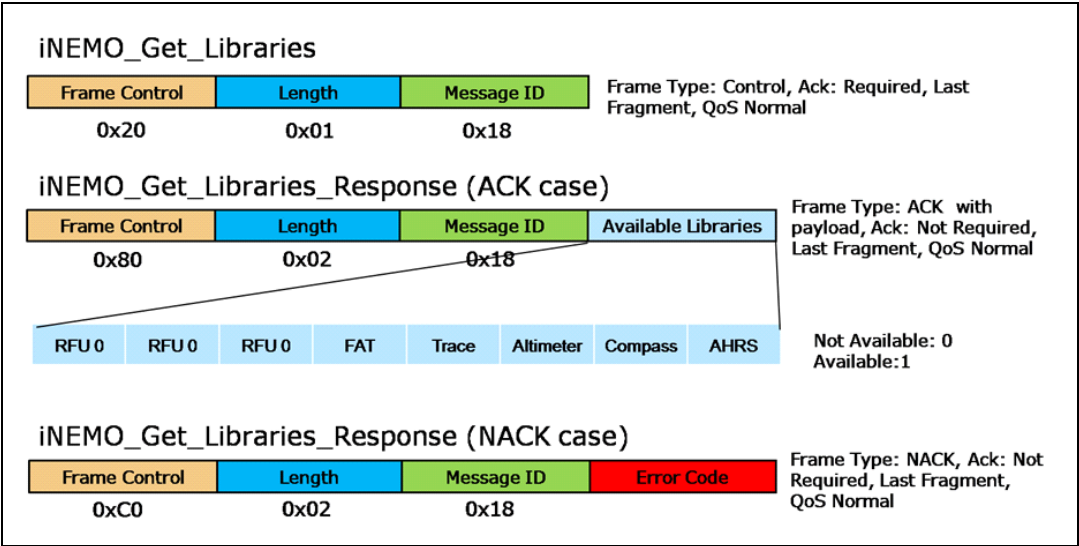 iNEMO_Get_Libraries
Frame Control Length Message ID
Frame Type: Control, Ack: Required, Last
Fragment, QoS Normal
0x20 0x01 0x18
iNEMO_Get_Libraries_Response (ACK case)
Frame Control Length Message ID Available Libraries
Frame Type: ACK with
payload, Ack: Not Required,
Last Fragment, QoS Normal
0x80 0x02 0x18
RFU 0 RFU 0 RFU 0 FAT Trace Altimeter Compass AHRS
Not Available: 0
Available:1
iNEMO_Get_Libraries_Response (NACK case)
Frame Control Length Message ID Error Code
Frame Type: NACK, Ack: Not
Required, Last Fragment,
QoS Normal
0xC0 0x02 0x18